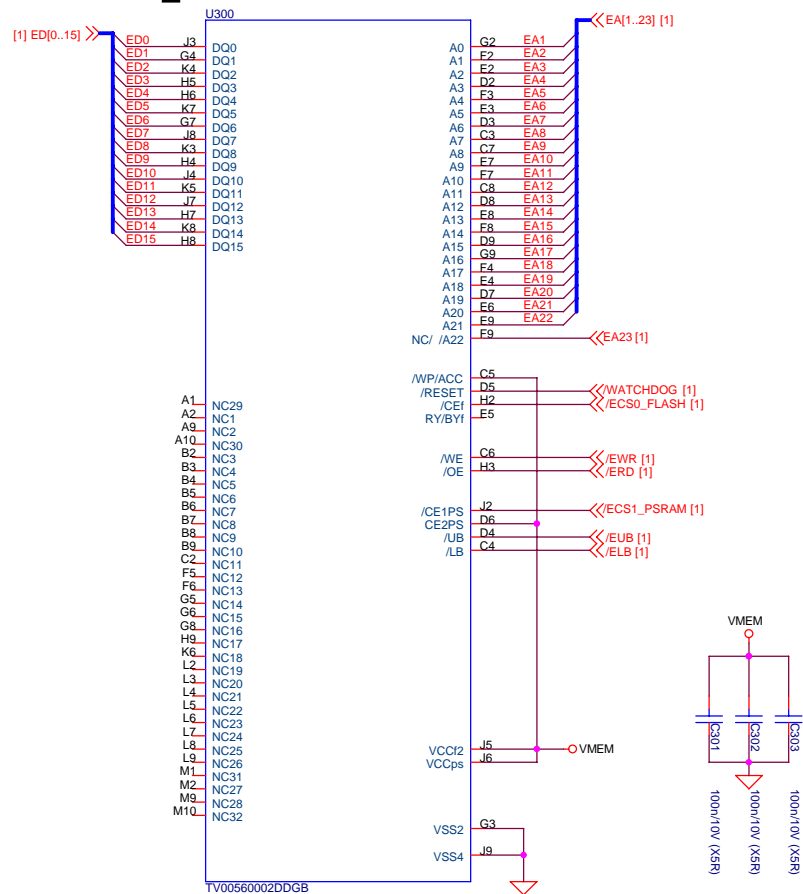 U300
[1] ED[0..15]
EA[1..23] [1]
ED0 J3 DQ0
ED1 G4 DQ1
ED2 K4 DQ2
ED3 H5 DQ3
ED4 H6 DQ4
ED5 K7 DQ5
ED6 G7 DQ6
ED7 J8 DQ7
ED8 K3 DQ8
ED9 H4 DQ9
ED10 J4 DQ10
ED11 K5 DQ11
ED12 J7 DQ12
ED13 H7 DQ13
ED14 K8 DQ14
ED15 H8 DQ15
A0 G2 EA1
A1 F2 EA2
A2 E2 EA3
A3 D2 EA4
A4 F3 EA5
A5 E3 EA6
A6 D3 EA7
A7 C3 EA8
A8 C7 EA9
A9 E7 EA10
A10 F7 EA11
A11 C8 EA12
A12 D8 EA13
A13 E8 EA14
A14 F8 EA15
A15 D9 EA16
A16 G9 EA17
A17 F4 EA18
A18 E4 EA19
A19 D7 EA20
A20 E6 EA21
A21 E9 EA22
NC/ /A22 F9 EA23 [1]
/WP/ACC C5
/RESET D5 /WATCHDOG [1]
/CEf H2 /ECS0_FLASH [1]
RY/BYf E5
/WE C6 /EWR [1]
/OE H3 /ERD [1]
/CE1PS J2 /ECS1_PSRAM [1]
CE2PS D6
/UB D4 /EUB [1]
/LB C4 /ELB [1]
A1 NC29
A2 NC1
A9 NC2
A10 NC30
B2 NC3
B3 NC4
B4 NC5
B5 NC6
B6 NC7
B7 NC8
B8 NC9
B9 NC10
C2 NC11
F5 NC12
F6 NC13
G5 NC14
G6 NC15
G8 NC16
H9 NC17
K6 NC18
L2 NC19
L3 NC20
L4 NC21
L5 NC22
L6 NC23
L7 NC24
L8 NC25
L9 NC26
M1 NC31
M2 NC27
M9 NC28
M10 NC32
VCCf2 J5 VMEM
VCCps J6
VSS2 G3
VSS4 J9
TV00560002DDGB
VMEM
C301
C302
C303
100n/10V (X5R)
100n/10V (X5R)
100n/10V (X5R)